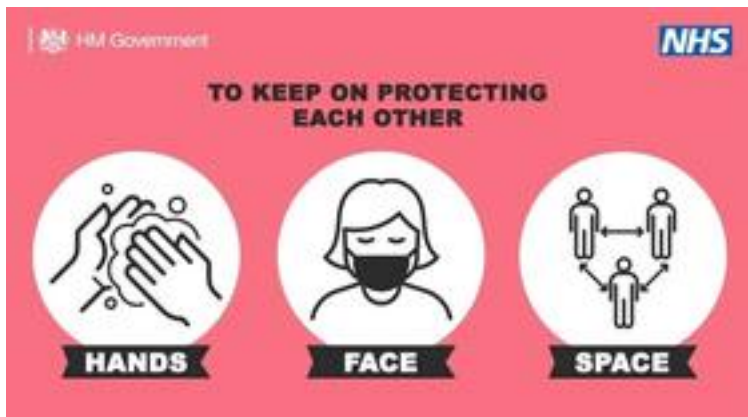 HM Government
NHS
TO KEEP ON PROTECTING
EACH OTHER
HANDS
FACE
SPACE